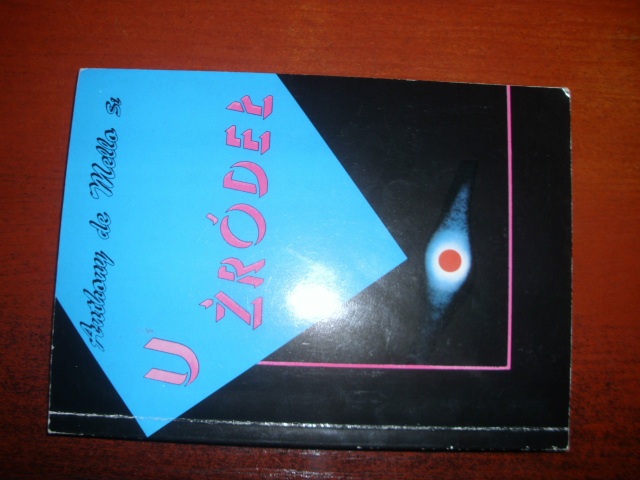 Anthony de Mello SJ
U
ŹRÓDEŁ